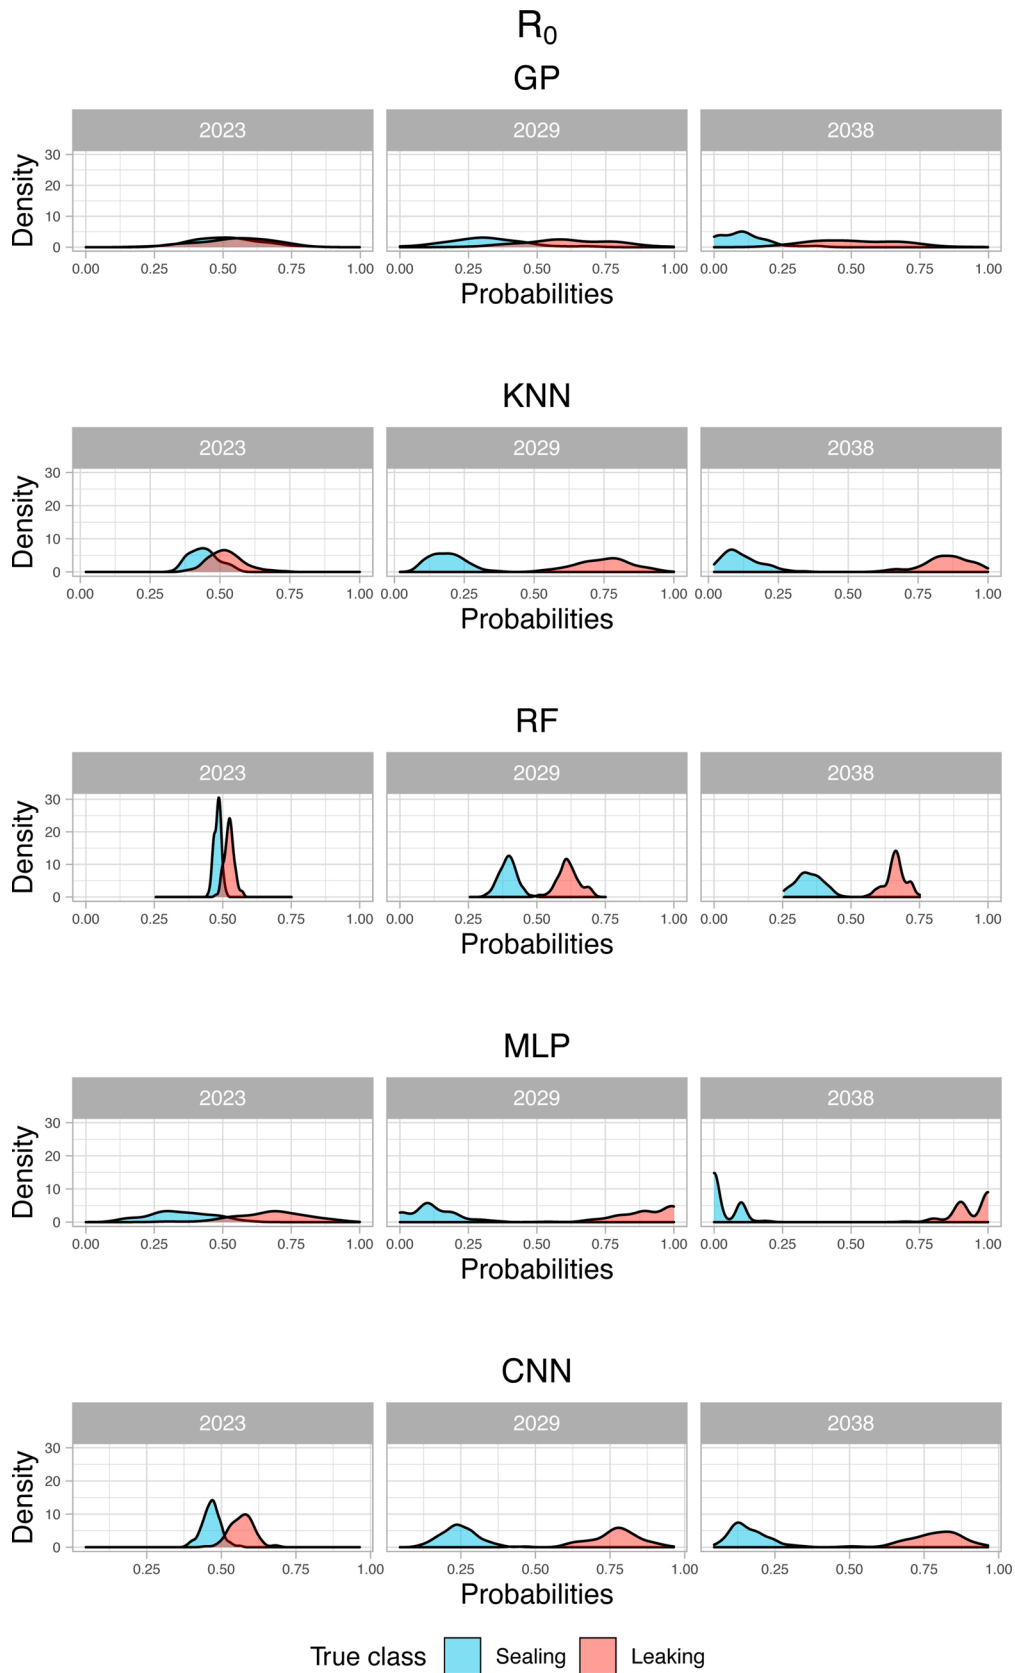 R0
GP
2023 2029 2038
Density
30
20
10
0
0.00 0.25 0.50 0.75 1.00 0.00 0.25 0.50 0.75 1.00 0.00 0.25 0.50 0.75 1.00
Probabilities
KNN
2023 2029 2038
Density
30
20
10
0
0.00 0.25 0.50 0.75 1.00 0.00 0.25 0.50 0.75 1.00 0.00 0.25 0.50 0.75 1.00
Probabilities
RF
2023 2029 2038
Density
30
20
10
0
0.00 0.25 0.50 0.75 1.00 0.00 0.25 0.50 0.75 1.00 0.00 0.25 0.50 0.75 1.00
Probabilities
MLP
2023 2029 2038
Density
30
20
10
0
0.00 0.25 0.50 0.75 1.00 0.00 0.25 0.50 0.75 1.00 0.00 0.25 0.50 0.75 1.00
Probabilities
CNN
2023 2029 2038
Density
30
20
10
0
0.25 0.50 0.75 1.00 0.25 0.50 0.75 1.00 0.25 0.50 0.75 1.00
Probabilities
True class Sealing Leaking